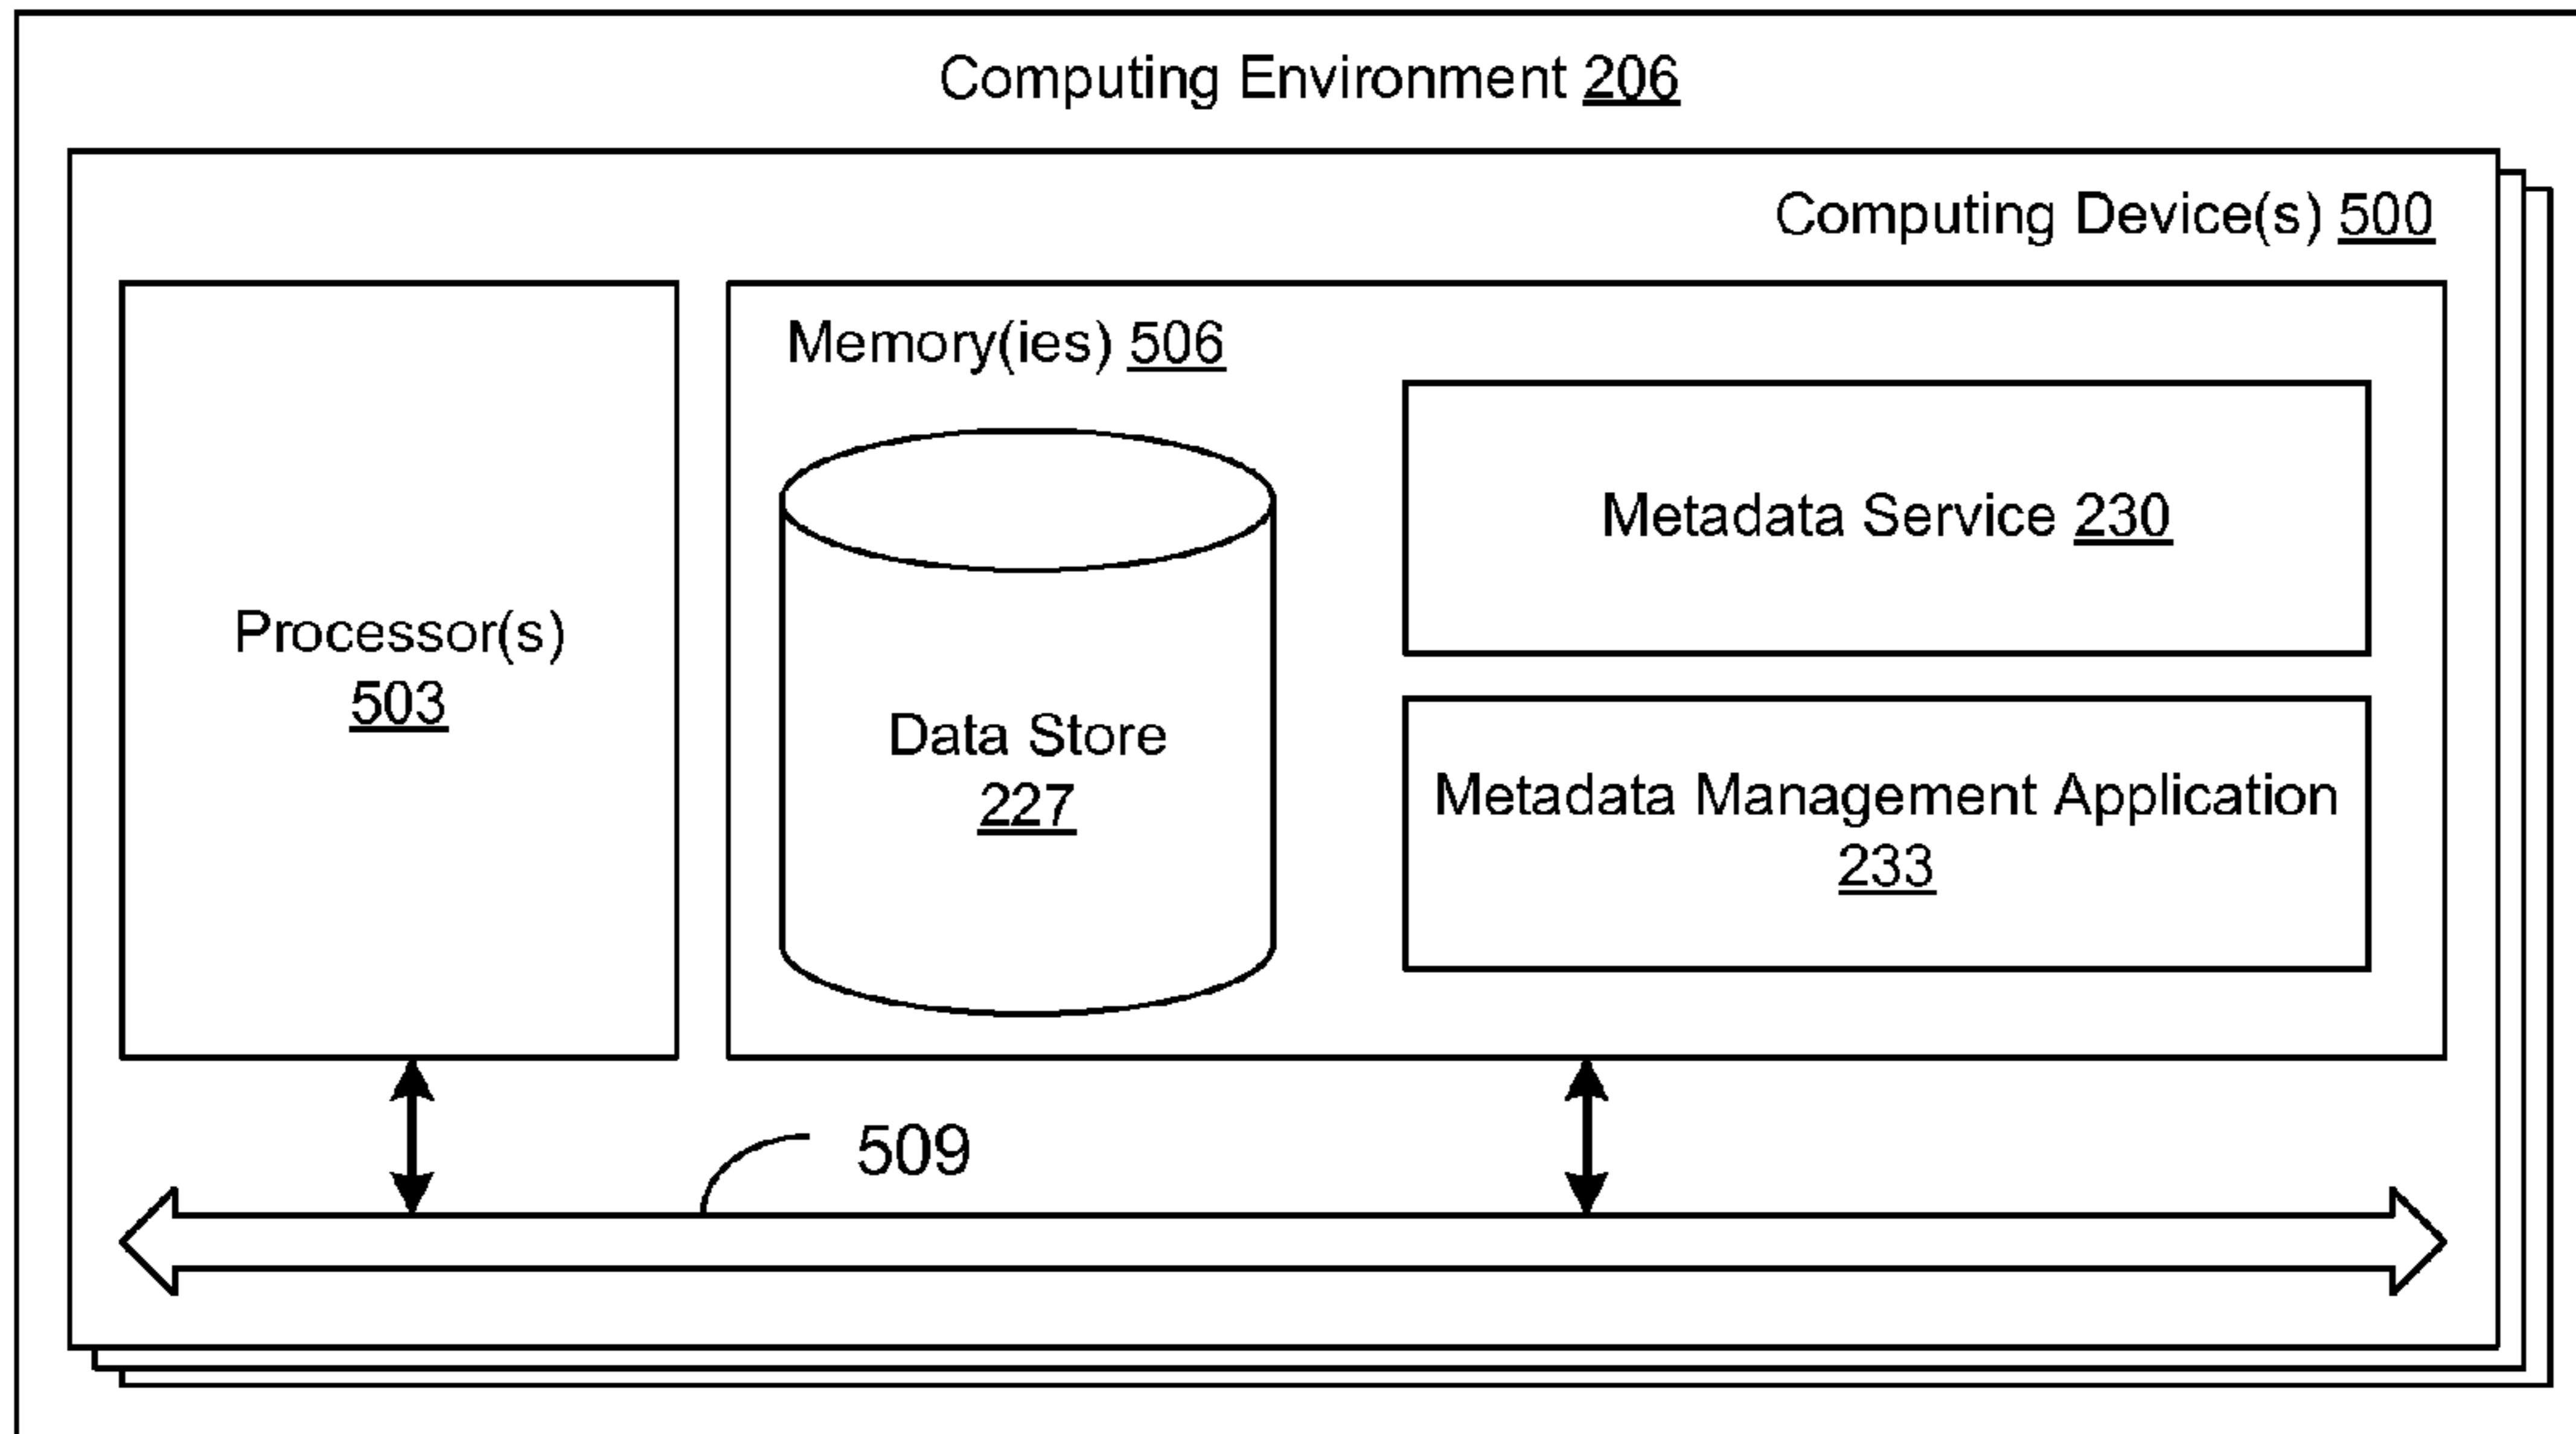 Computing Environment 206
Computing Device(s) 500
Memory(ies) 506
Metadata Service 230
Processor(s)
503
Data Store
227
Metadata Management Application
233
509